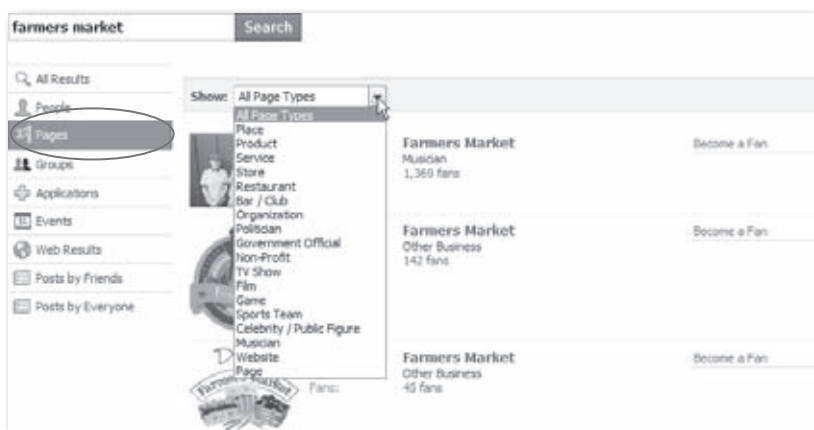 farmers market
Search
All Results
People
Pages
Groups
Applications
Events
Web Results
Posts by Friends
Posts by Everyone
Show: All Page Types
All Page Types
Place
Product
Service
Store
Restaurant
Bar / Club
Organization
Politician
Government Official
Non-Profit
TV Show
Film
Game
Sports Team
Celebrity / Public Figure
Musician
Website
Page
Farmers Market
Musician
1,369 fans
Become a Fan
Farmers Market
Other Business
142 fans
Become a Fan
Fans:
Farmers Market
Other Business
45 fans
Become a Fan
Farmers Market